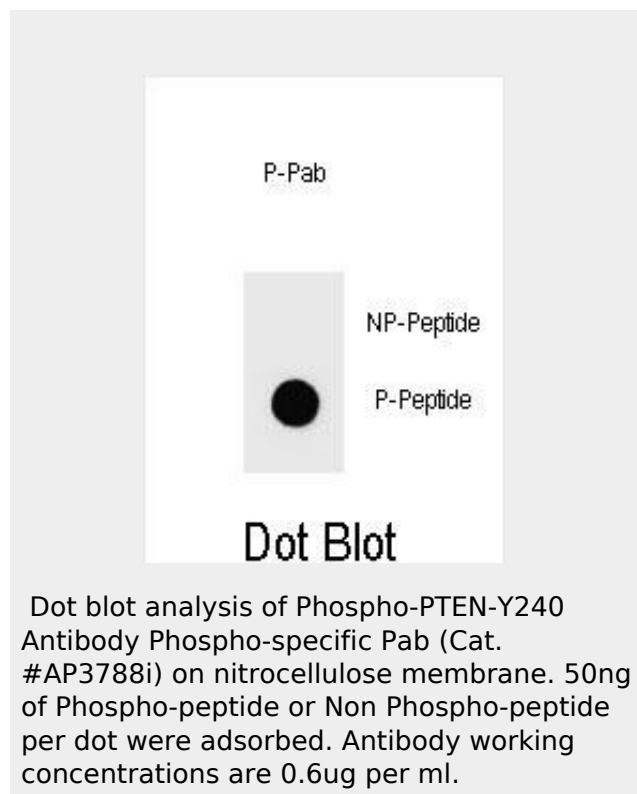 P-Pab
NP-Peptide
P-Peptide
Dot Blot
Dot blot analysis of Phospho-PTEN-Y240
Antibody Phospho-specific Pab (Cat.
#AP3788i) on nitrocellulose membrane. 50ng
of Phospho-peptide or Non Phospho-peptide
per dot were adsorbed. Antibody working
concentrations are 0.6ug per ml.